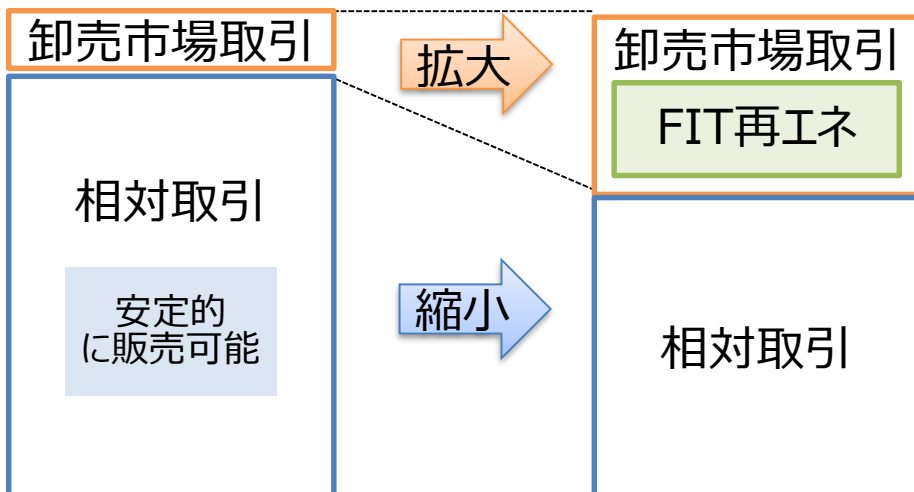 卸売市場取引
相対取引
安定的
に販売可能
拡大
縮小
卸売市場取引
FIT再エネ
相対取引